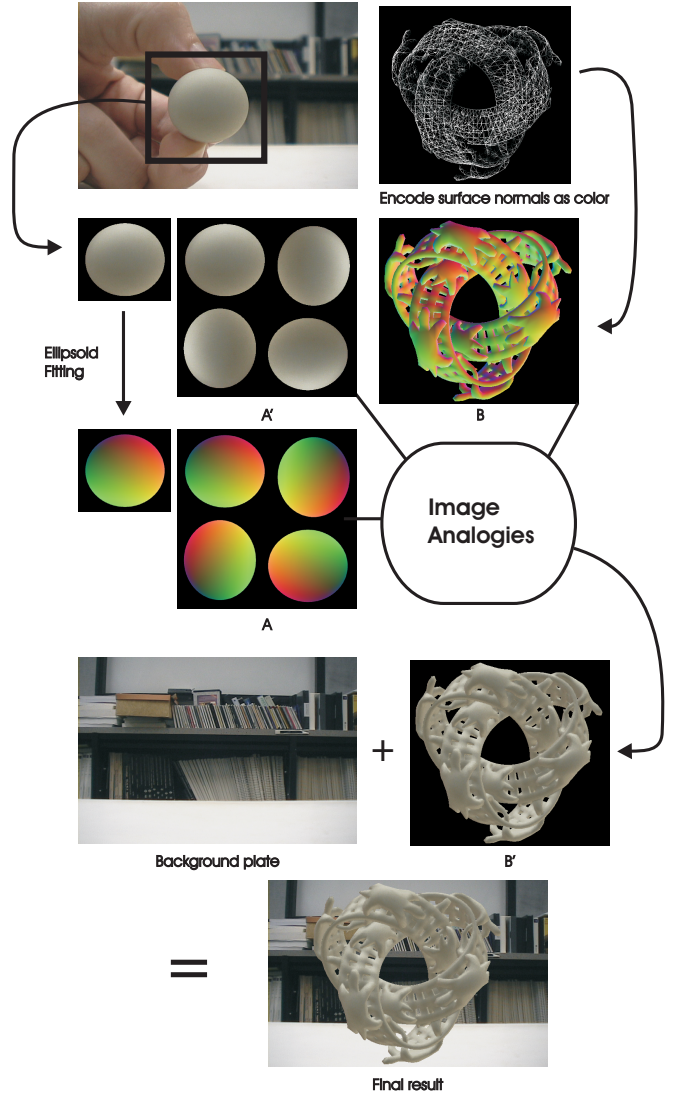 Encode surface normals as color
Ellipsoid
Fitting
A'
B
Image
Analogies
A
+
Background plate
B'
=
Final result